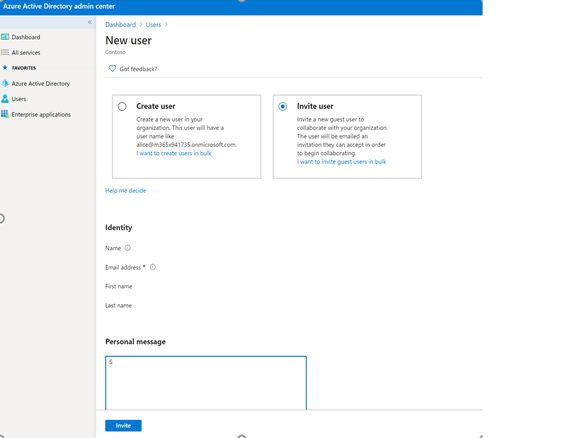 Azure Active Directory admin center
«
Dashboard
All services
FAVORITES
Azure Active Directory
Users
Enterprise applications
Dashboard > Users >
New user
Contoso
Got feedback?
Create user
Create a new user in your
organization. This user will have a
user name like
alice@m365x941735.onmicrosoft.com.
I want to create users in bulk
Invite user
Invite a new guest user to
collaborate with your organization.
The user will be emailed an
invitation they can accept in order
to begin collaborating.
I want to invite guest users in bulk
Help me decide
Identity
Name
Email address *
First name
Last name
Personal message
Invite